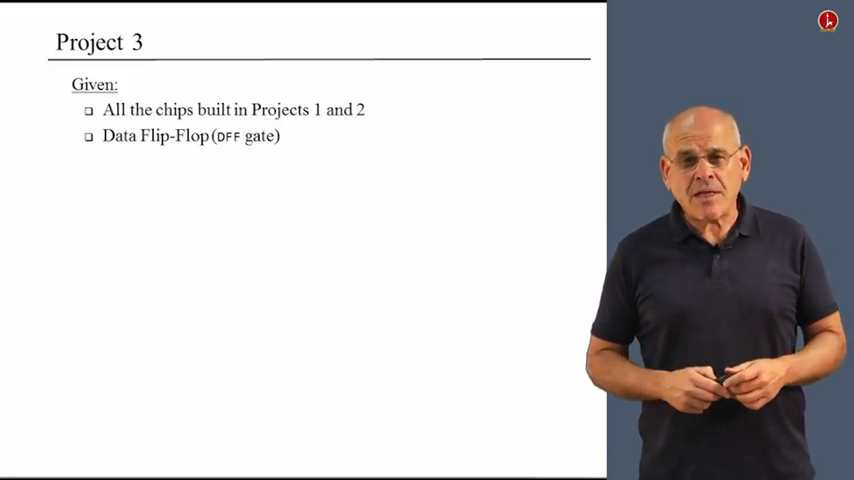 Project 3
Given:
All the chips built in Projects 1 and 2
Data Flip-Flop (DFF gate)